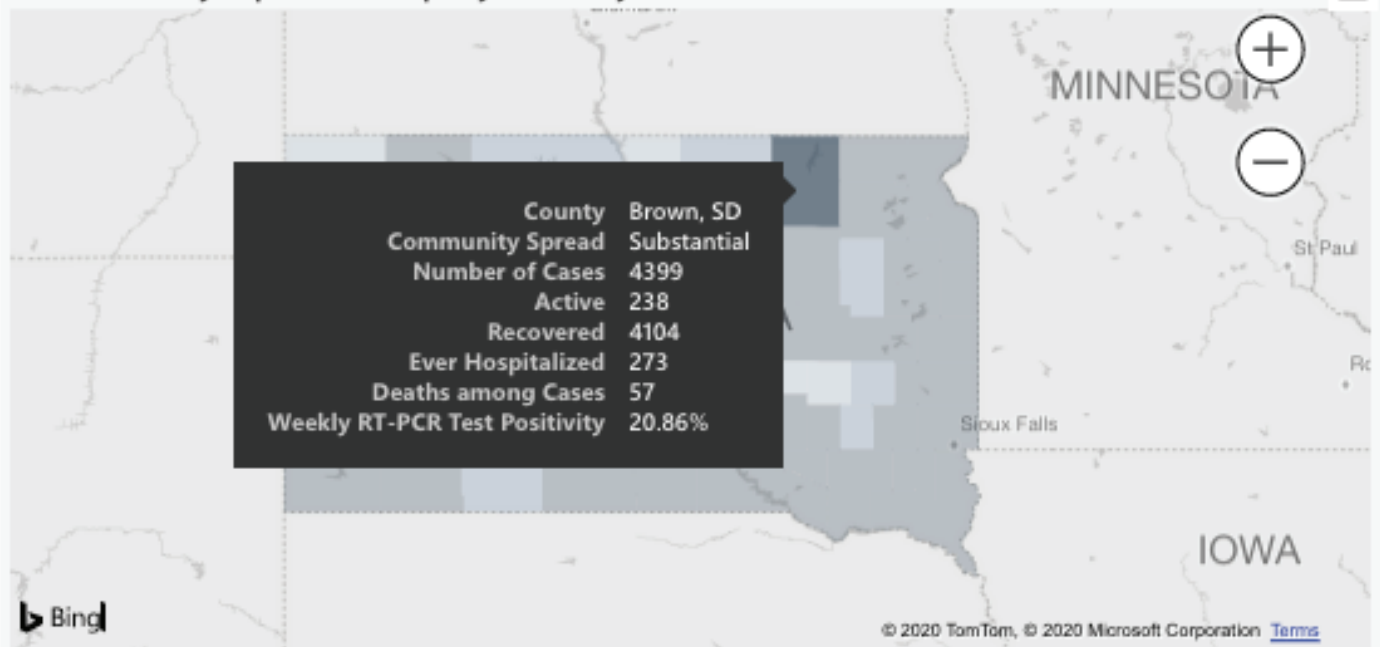 MINNESOTA
County Brown, SD
Community Spread Substantial
Number of Cases 4399
Active 238
Recovered 4104
Ever Hospitalized 273
Deaths among Cases 57
Weekly RT-PCR Test Positivity 20.86%
St Paul
Sioux Falls
IOWA
Bing
© 2020 TomTom, © 2020 Microsoft Corporation Terms